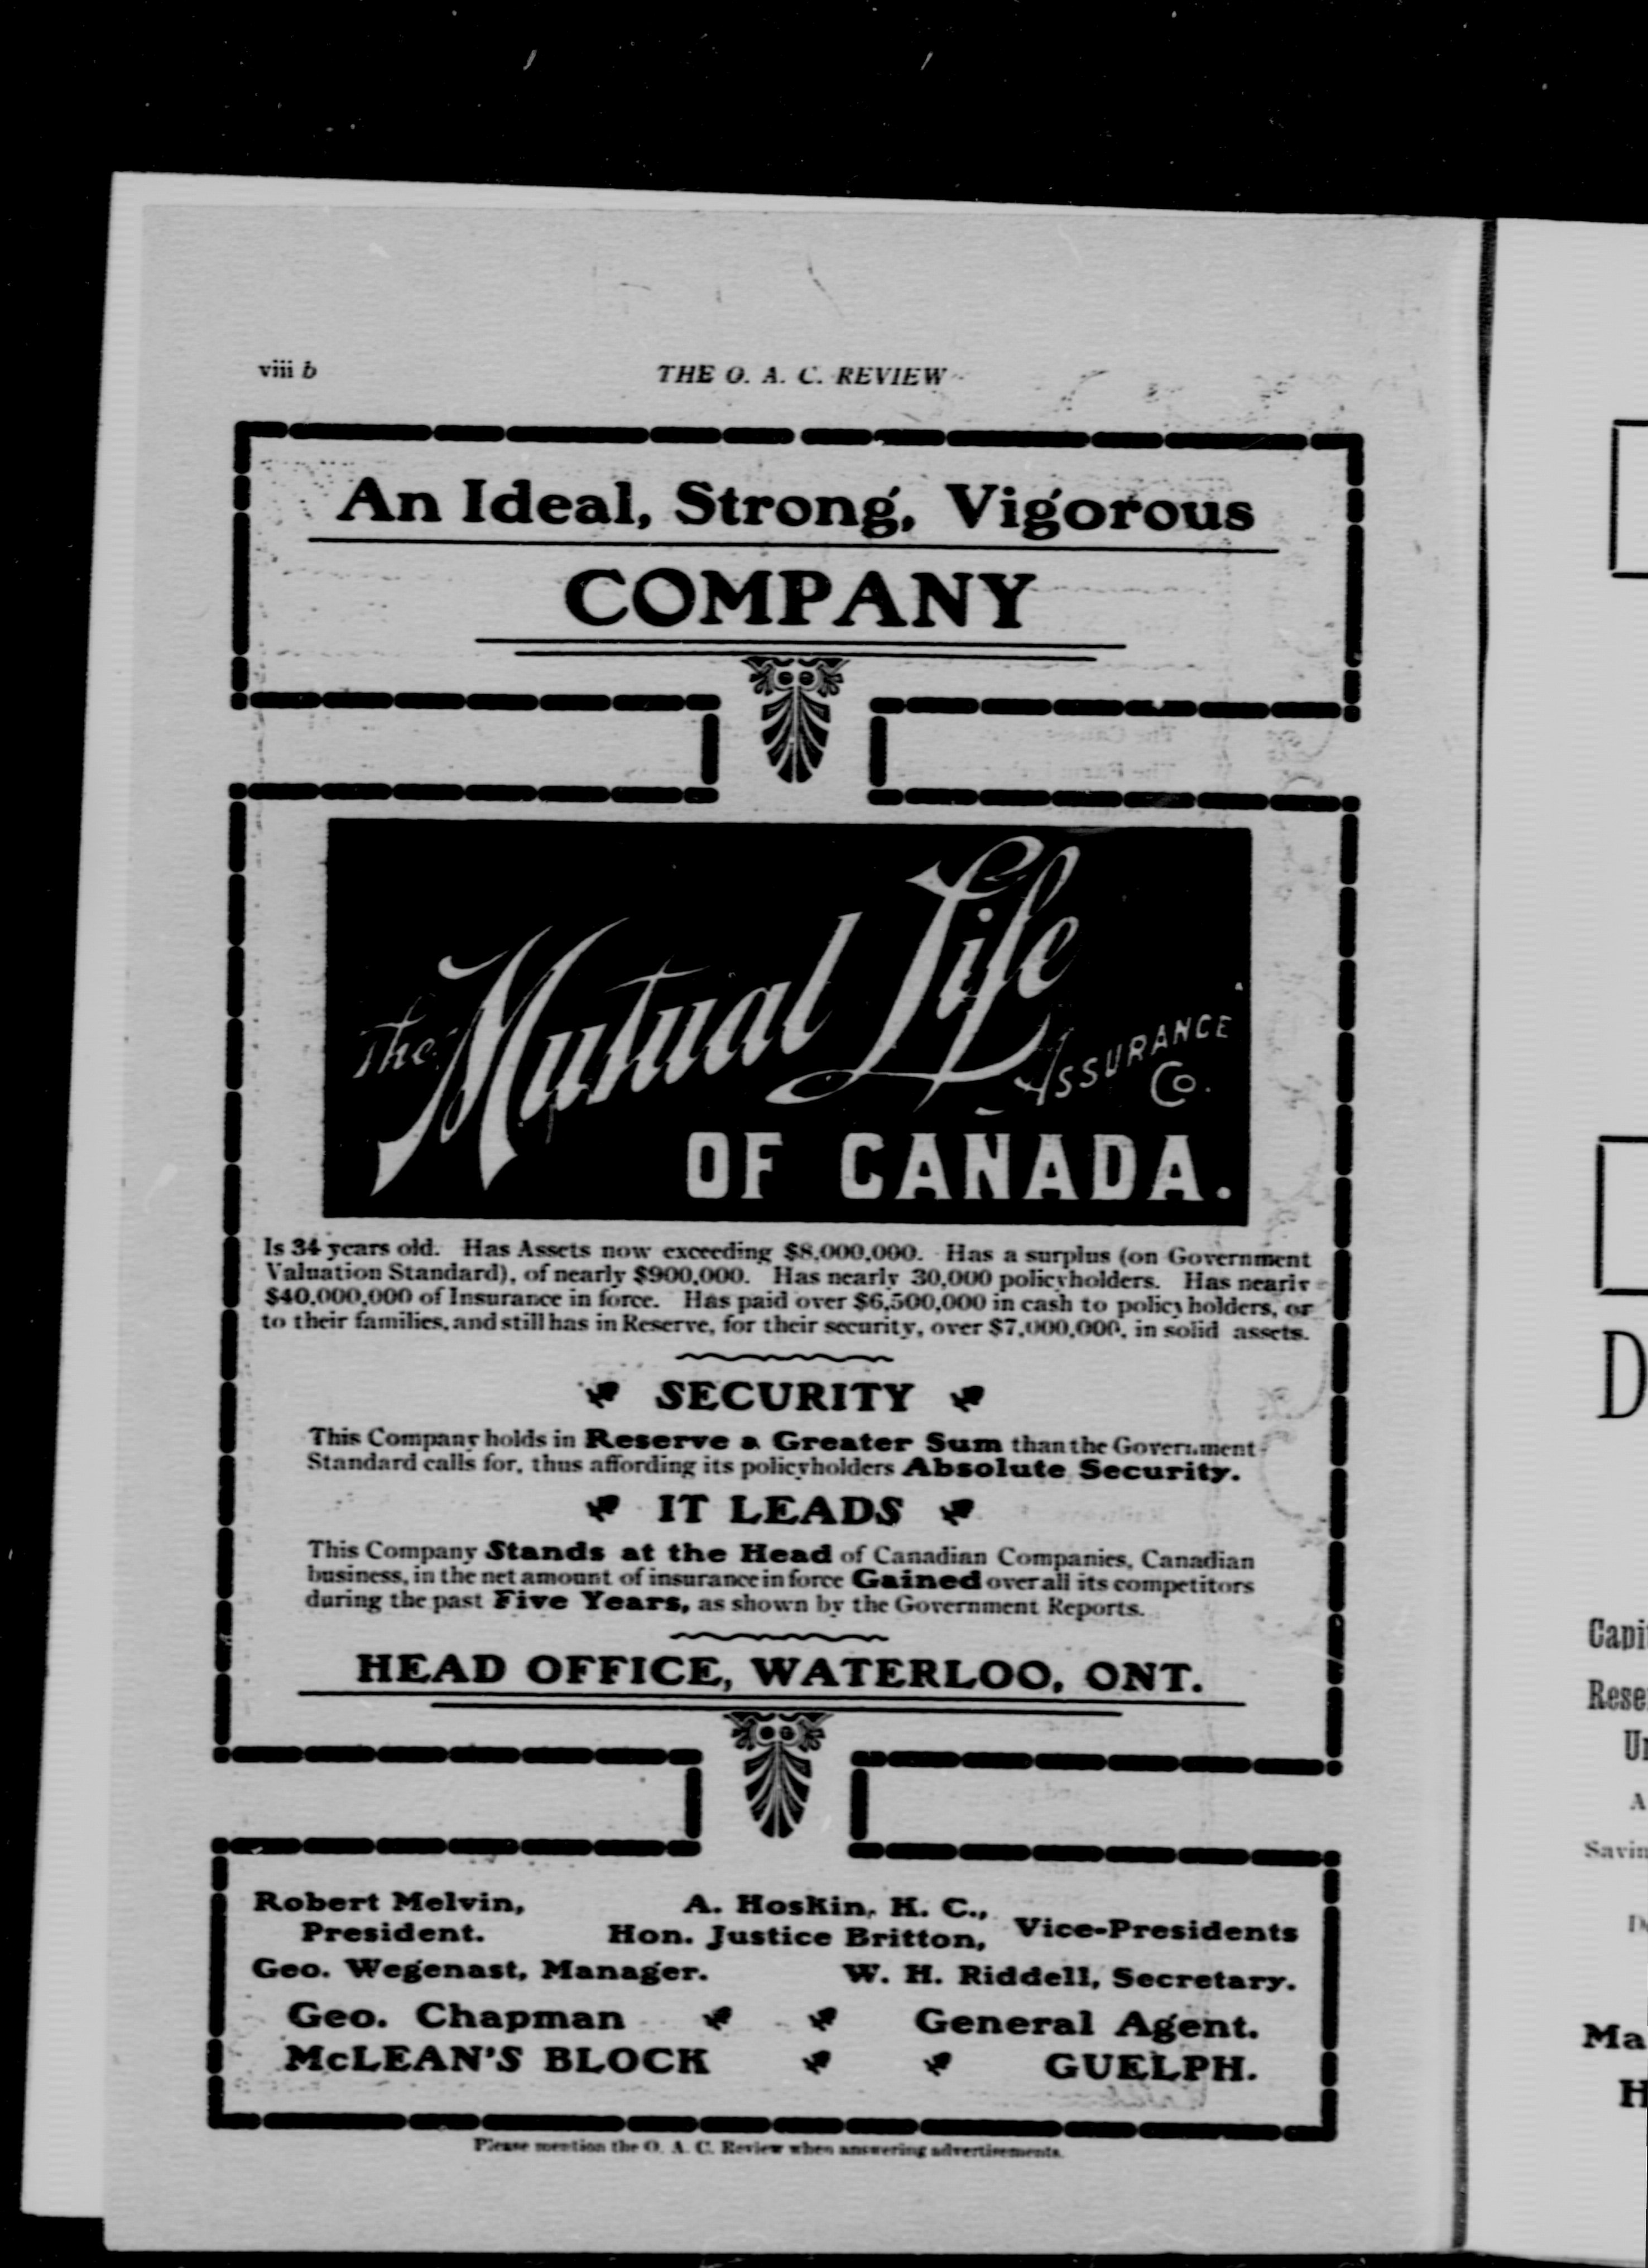 viii b
THE O. A. C. REVIEW
An Ideal, Strong, Vigorous
COMPANY
The Mutual Life
ASSURANCE
Co.
OF CANADA.
Is 34 years old. Has Assets now exceeding $8,000,000. Has a surplus (on Government
Valuation Standard), of nearly $900,000. Has nearly 30,000 policyholders. Has nearly
$40,000,000 of Insurance in force. Has paid over $6,500,000 in cash to policy holders, or
to their families, and still has in Reserve, for their security, over $7,000,000, in solid assets.
SECURITY
This Company holds in Reserve a Greater Sum than the Government
Standard calls for, thus affording its policyholders Absolute Security.
IT LEADS
This Company Stands at the Head of Canadian Companies, Canadian
business, in the net amount of insurance in force Gained over all its competitors
during the past Five Years, as shown by the Government Reports.
HEAD OFFICE, WATERLOO, ONT.
Robert Melvin,
President.
A. Hoskin, K. C.,
Hon. Justice Britton,
Vice-Presidents
Geo. Wegenast, Manager.
W. H. Riddell, Secretary.
Geo. Chapman General Agent.
McLEAN'S BLOCK GUELPH.
Please mention the O. A. C. Review when answering advertisements.